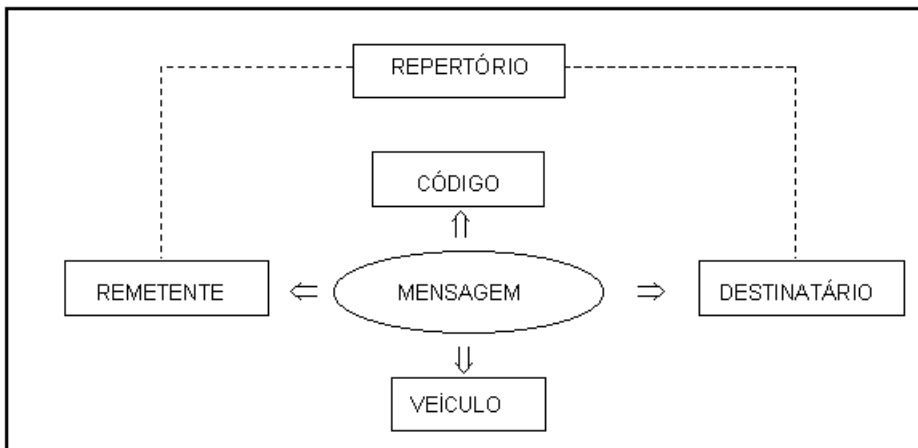 REPERTÓRIO
CÓDIGO
REMETENTE
MENSAGEM
DESTINATÁRIO
VEÍCULO